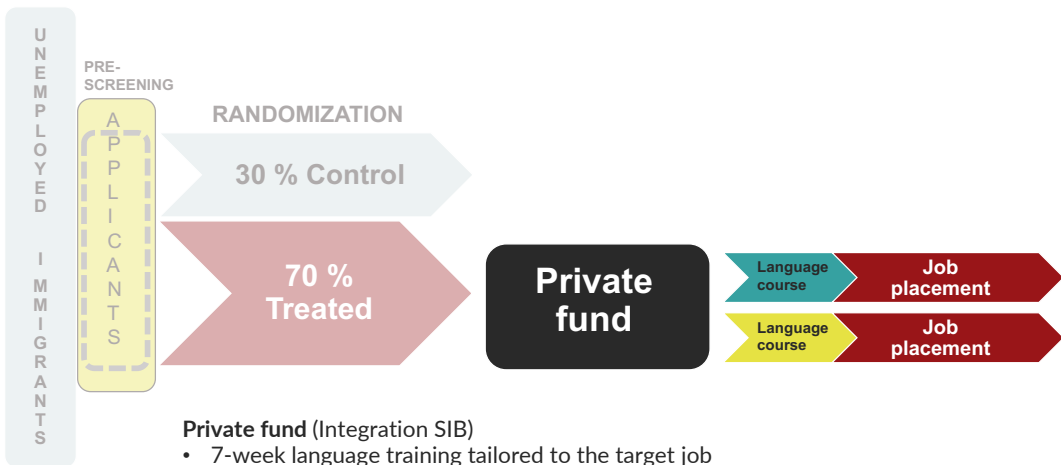 UNEMPLOYED IMMIGRANTS
PRE-
SCREENING
APPLICANTS
RANDOMIZATION
30 % Control
70 %
Treated
Private
fund
Language
course
Job
placement
Language
course
Job
placement
Private fund (Integration SIB)
• 7-week language training tailored to the target job